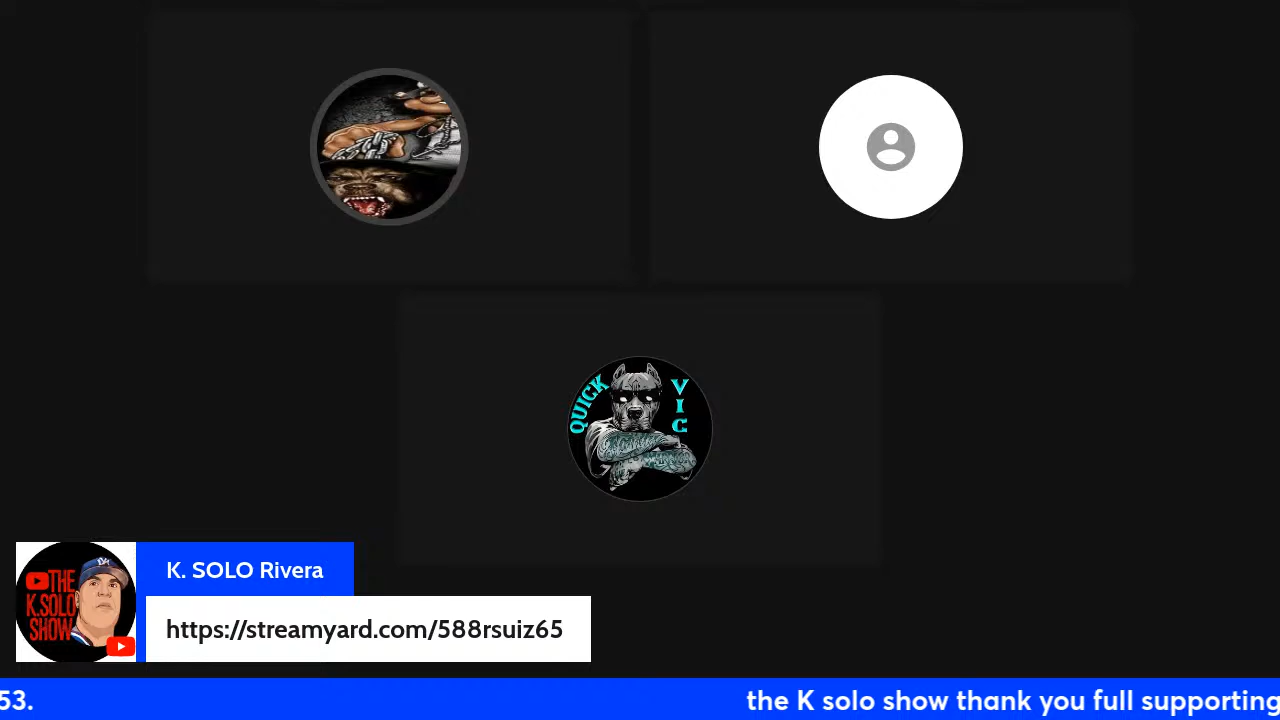 QUICK
VIC
THE
K.SOLO
SHOW
K. SOLO Rivera
https://streamyard.com/588rsuiz65
53.
the K solo show thank you full supporting